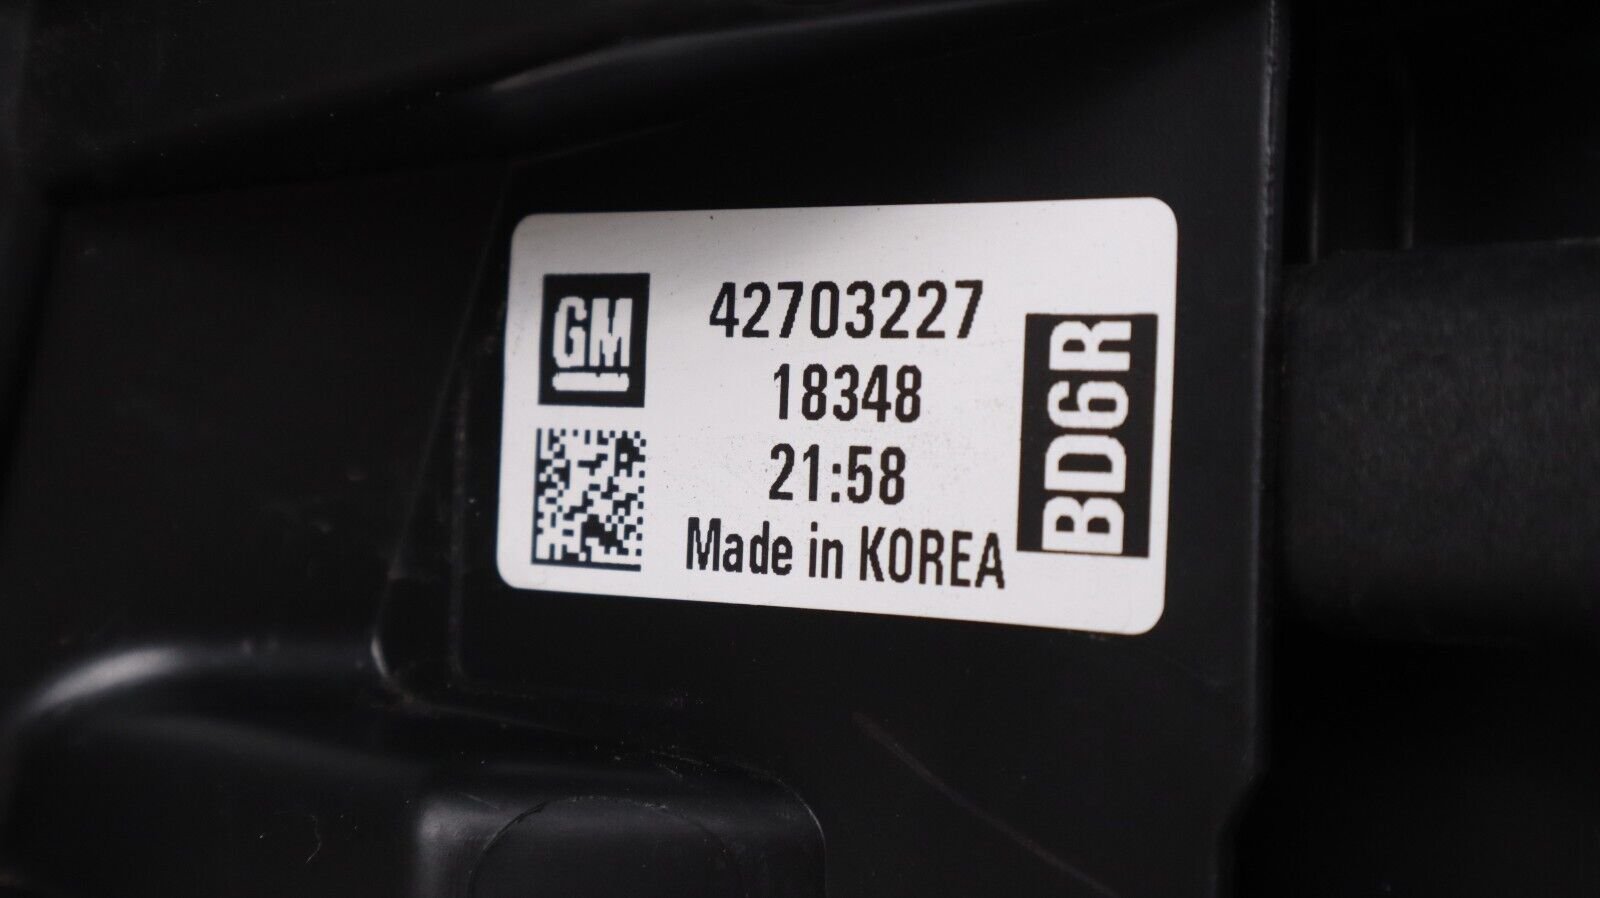 GM
42703227
18348
21:58
Made in KOREA
BD6R